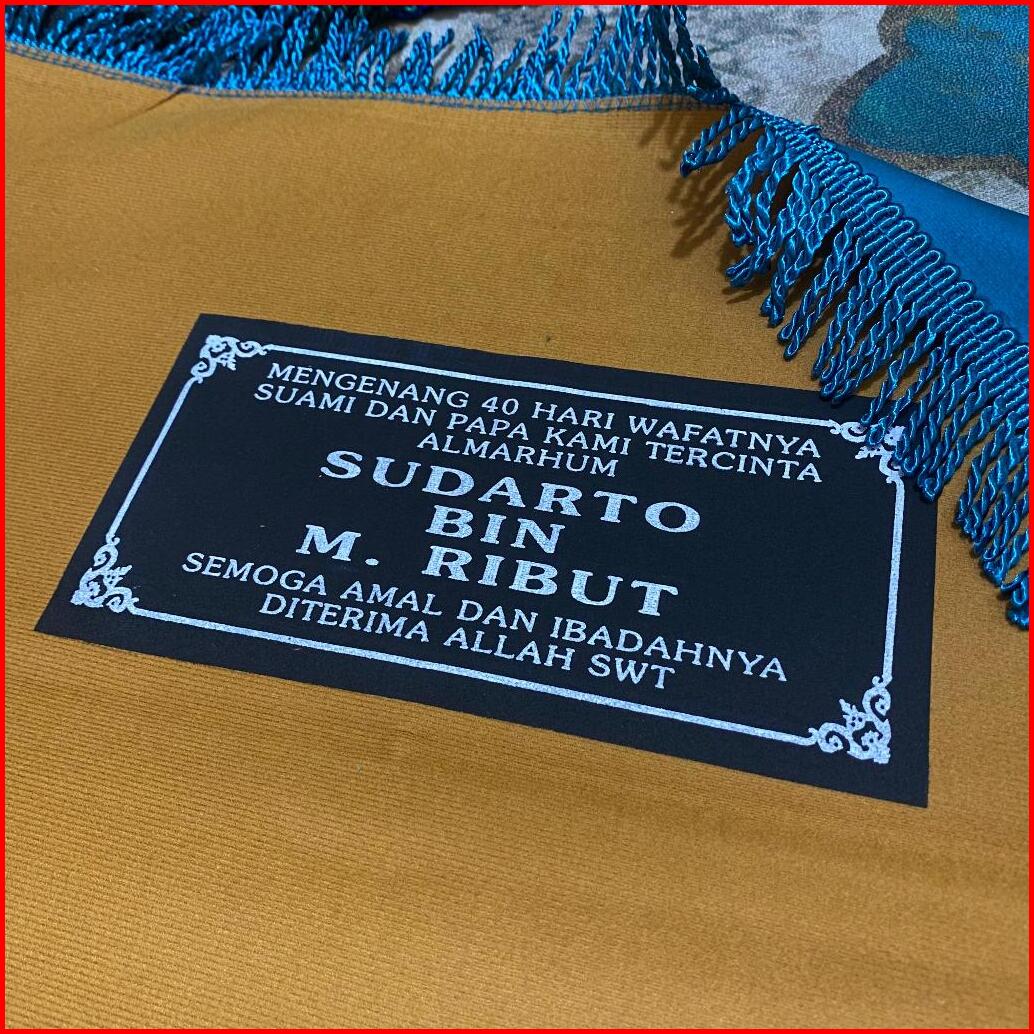 MENGENANG 40 HARI WAFATNYA
SUAMI DAN PAPA KAMI TERCINTA
ALMARHUM
SUDARTO
BIN
M. RIBUT
SEMOGA AMAL DAN IBADAHNYA
DITERIMA ALLAH SWT